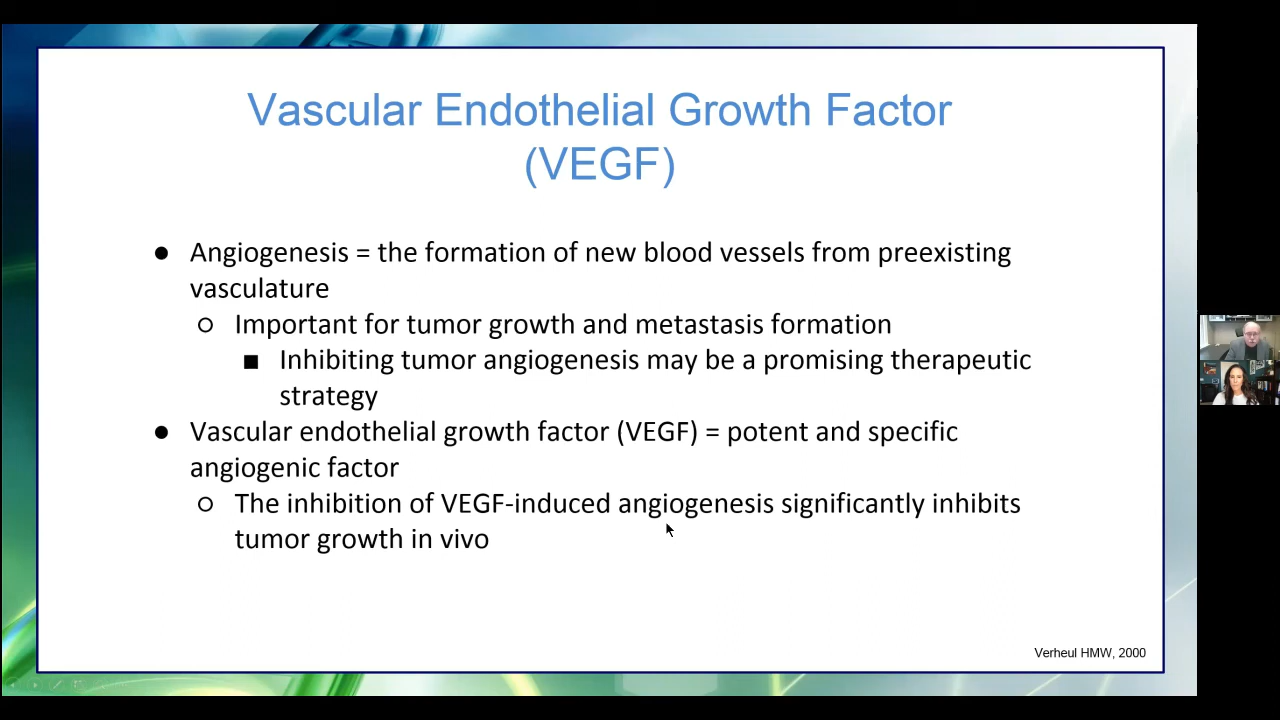 Vascular Endothelial Growth Factor
(VEGF)
● Angiogenesis = the formation of new blood vessels from preexisting
vasculature
○ Important for tumor growth and metastasis formation
■ Inhibiting tumor angiogenesis may be a promising therapeutic
strategy
● Vascular endothelial growth factor (VEGF) = potent and specific
angiogenic factor
○ The inhibition of VEGF-induced angiogenesis significantly inhibits
tumor growth in vivo
Verheul HMW, 2000